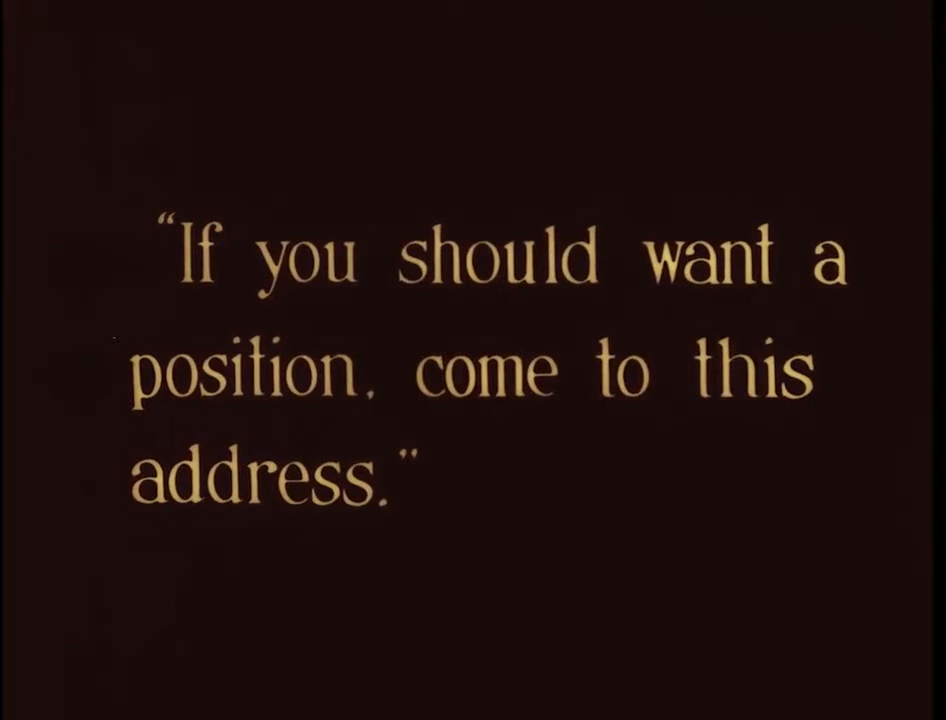 “If you should want a
position, come to this
address.”